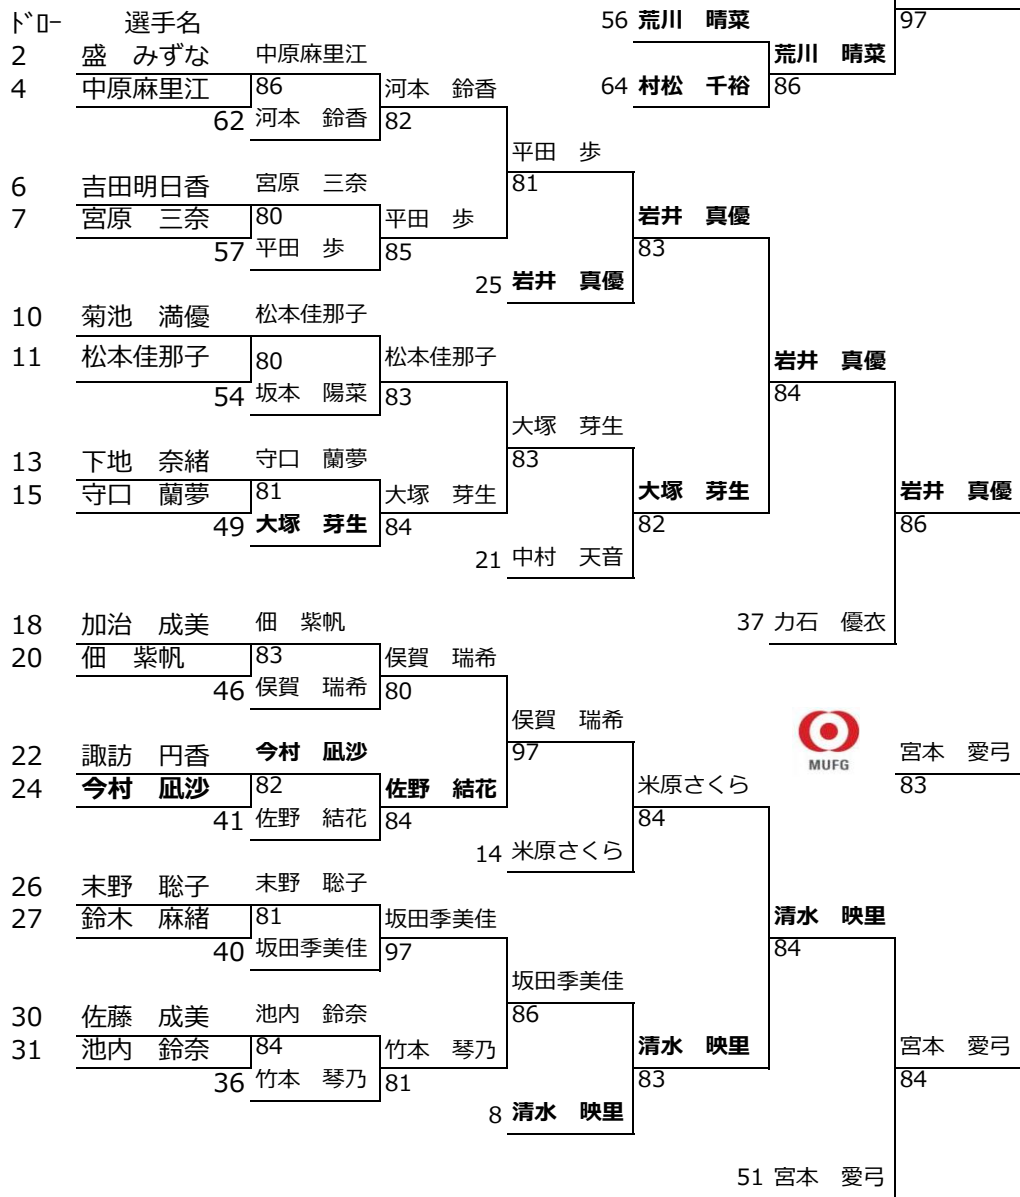 ﾄﾞﾛｰ 選手名 56 荒川 晴菜 97
2 盛 みずな 中原麻里江 荒川 晴菜
4 中原麻里江 86 河本 鈴香 64 村松 千裕 86
62 河本 鈴香 82
平田 歩
6 吉田明日香 宮原 三奈 81
7 宮原 三奈 80 平田 歩 岩井 真優
57 平田 歩 85 83
25 岩井 真優
10 菊池 満優 松本佳那子
11 松本佳那子 80 松本佳那子 岩井 真優
54 坂本 陽菜 83 84
大塚 芽生
13 下地 奈緒 守口 蘭夢 83
15 守口 蘭夢 81 大塚 芽生 大塚 芽生 岩井 真優
49 大塚 芽生 84 82 86
21 中村 天音
18 加治 成美 佃 紫帆 37 力石 優衣
20 佃 紫帆 83 俣賀 瑞希
46 俣賀 瑞希 80
俣賀 瑞希
22 諏訪 円香 今村 凪沙 97 MUFG 宮本 愛弓
24 今村 凪沙 82 佐野 結花 米原さくら 83
41 佐野 結花 84 84
14 米原さくら
26 末野 聡子 末野 聡子
27 鈴木 麻緒 81 坂田季美佳 清水 映里
40 坂田季美佳 97 84
坂田季美佳
30 佐藤 成美 池内 鈴奈 86
31 池内 鈴奈 84 竹本 琴乃 清水 映里 宮本 愛弓
36 竹本 琴乃 81 83 84
8 清水 映里
51 宮本 愛弓